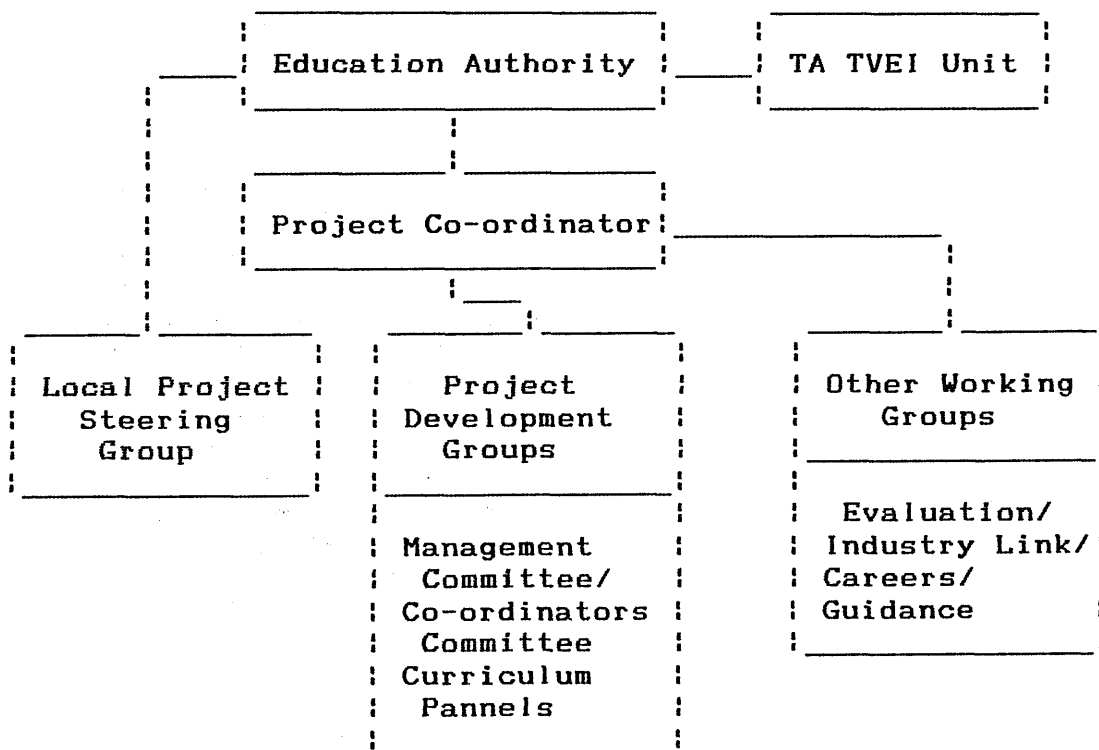 Education Authority
TA TVEI Unit
Project Co-ordinator
Local Project
Steering
Group
Project
Development
Groups
Other Working
Groups
Management
Committee/
Co-ordinators
Committee
Curriculum
Pannels
Evaluation/
Industry Link/
Careers/
Guidance